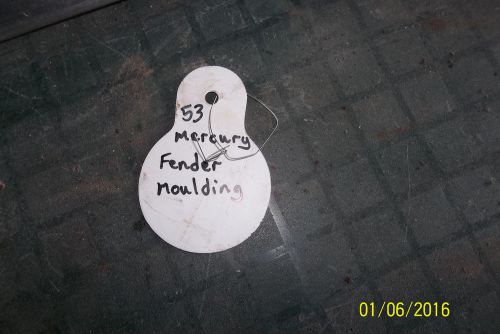 53
Mercury
Fender
Moulding
01/06/2016